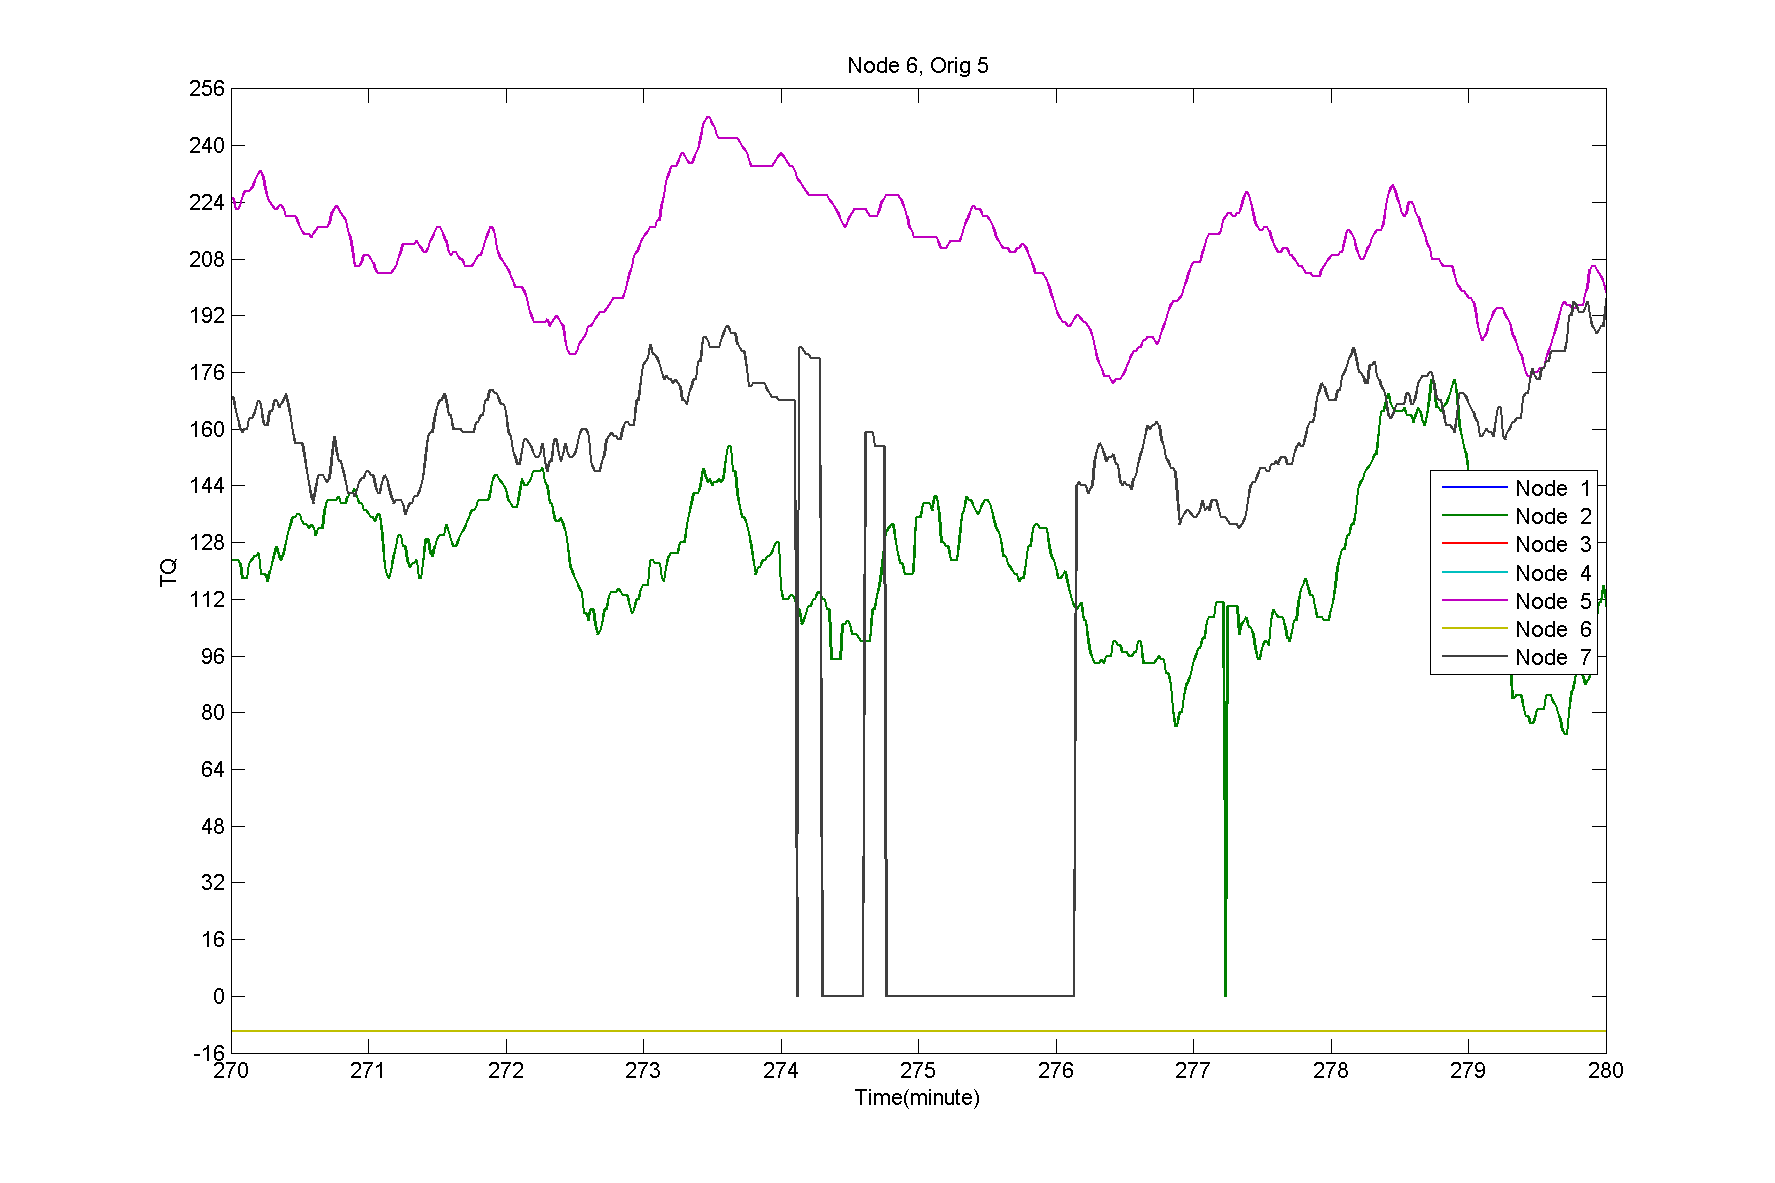 Node 6, Orig 5
256
240
224
208
192
176
160
144
128
112
96
80
64
48
32
16
0
-16
TQ
Node 1
Node 2
Node 3
Node 4
Node 5
Node 6
Node 7
270 271 272 273 274 275 276 277 278 279 280
Time(minute)